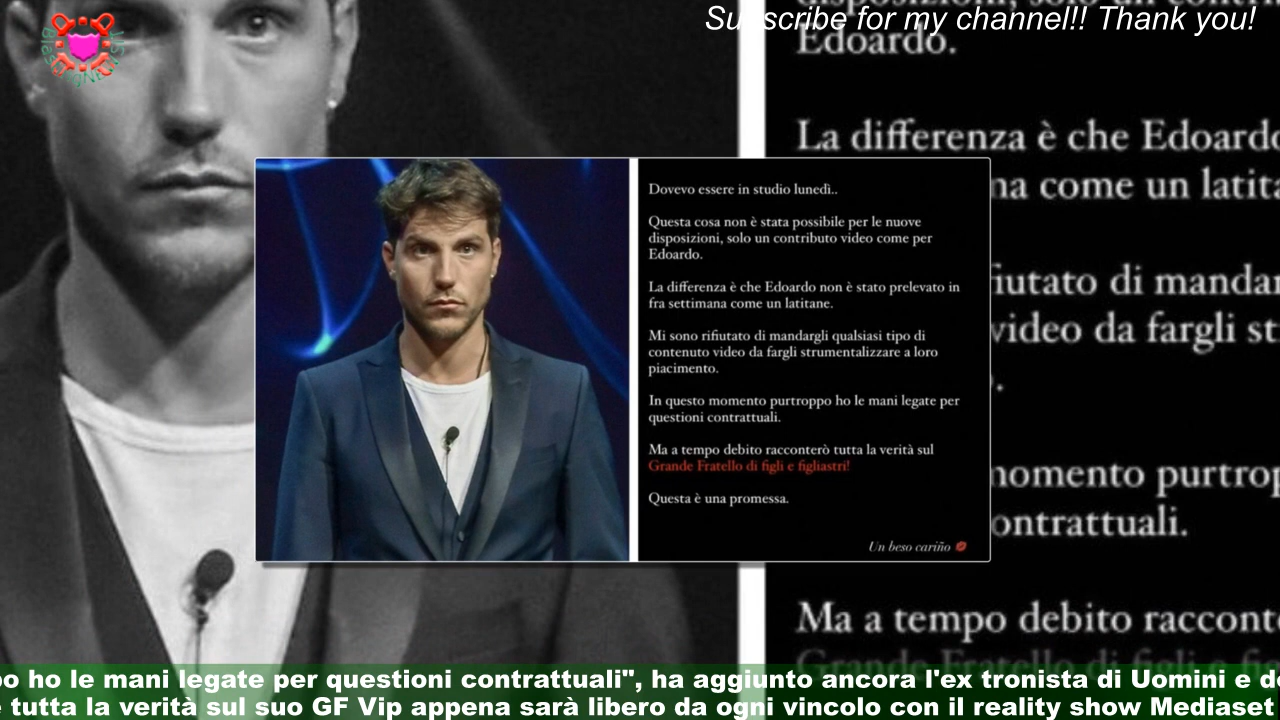 Subscribe for my channel!! Thank you!
Edoardo.
La differenza è che Edoardo
na come un latita
fiutato di mandar
video da fargli st
momento purtrop
ontrattuali.
Ma a tempo debito raccont
Dovevo essere in studio lunedì..
Questa cosa non è stata possibile per le nuove
disposizioni, solo un contributo video come per
Edoardo.
La differenza è che Edoardo non è stato prelevato in
fra settimana come un latitane.
Mi sono rifiutato di mandargli qualsiasi tipo di
contenuto video da fargli strumentalizzare a loro
piacimento.
In questo momento purtroppo ho le mani legate per
questioni contrattuali.
Ma a tempo debito racconterò tutta la verità sul
Grande Fratello di figli e figliastri!
Questa è una promessa.
Un beso cariño
po ho le mani legate per questioni contrattuali", ha aggiunto ancora l'ex tronista di Uomini e do
e tutta la verità sul suo GF Vip appena sarà libero da ogni vincolo con il reality show Mediaset